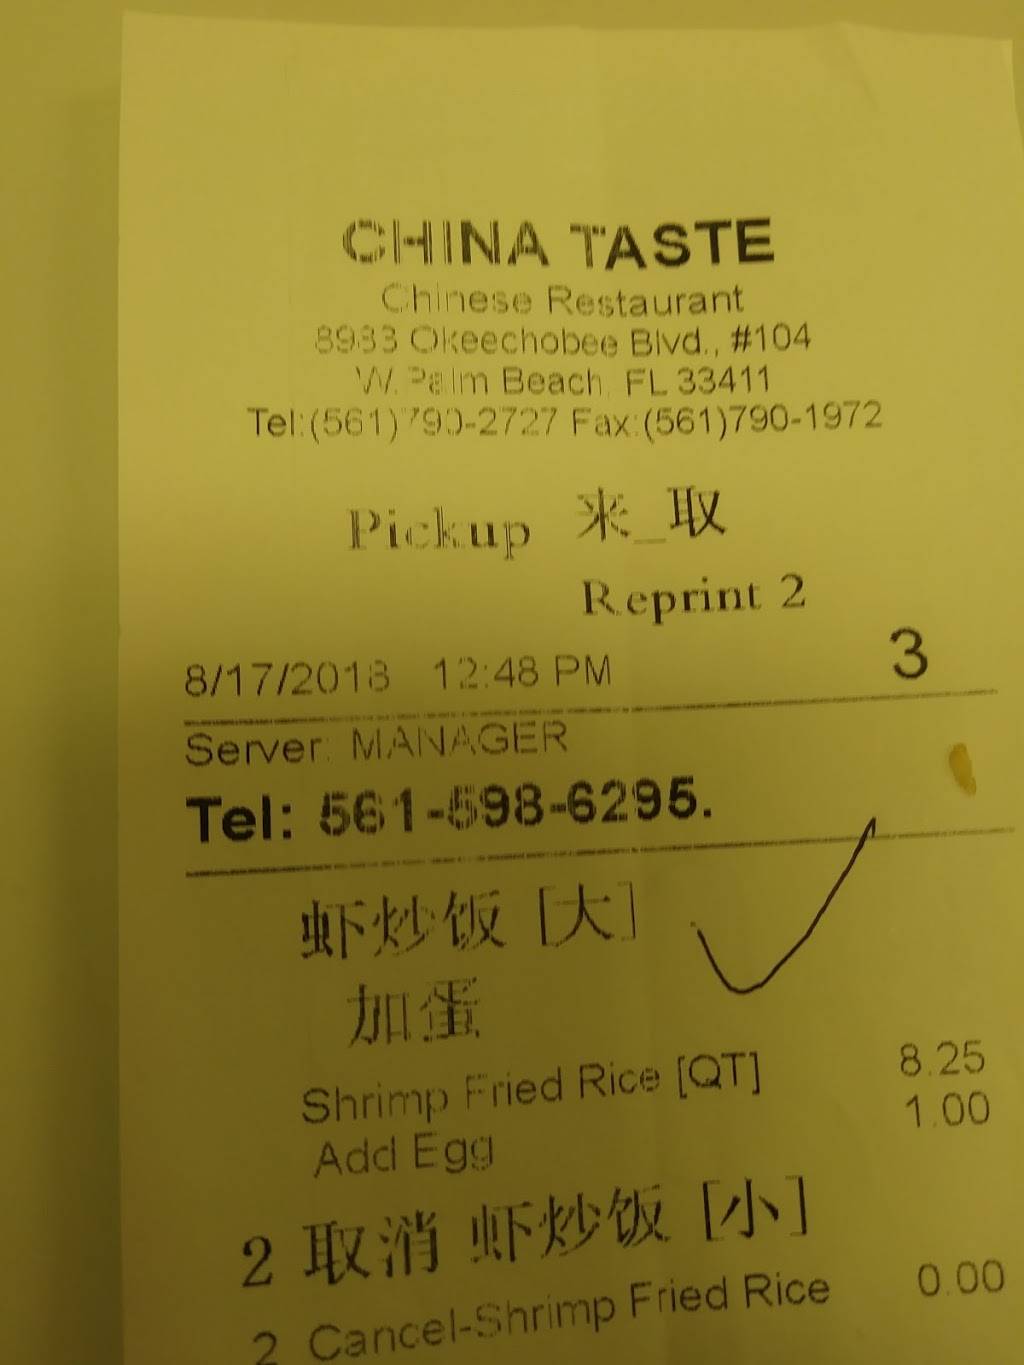 CHINA TASTE
Chinese Restaurant
8983 Okeechobee Blvd., #104
W. Palm Beach, FL 33411
Tel:(561)790-2727 Fax:(561)790-1972
Pickup 来_取
Reprint 2
8/17/2018 12:48 PM 3
Server: MANAGER
Tel: 561-598-6295.
虾炒饭 [大]
加蛋
Shrimp Fried Rice [QT] 8.25
Add Egg 1.00
2 取消 虾炒饭 [小]
2 Cancel-Shrimp Fried Rice 0.00